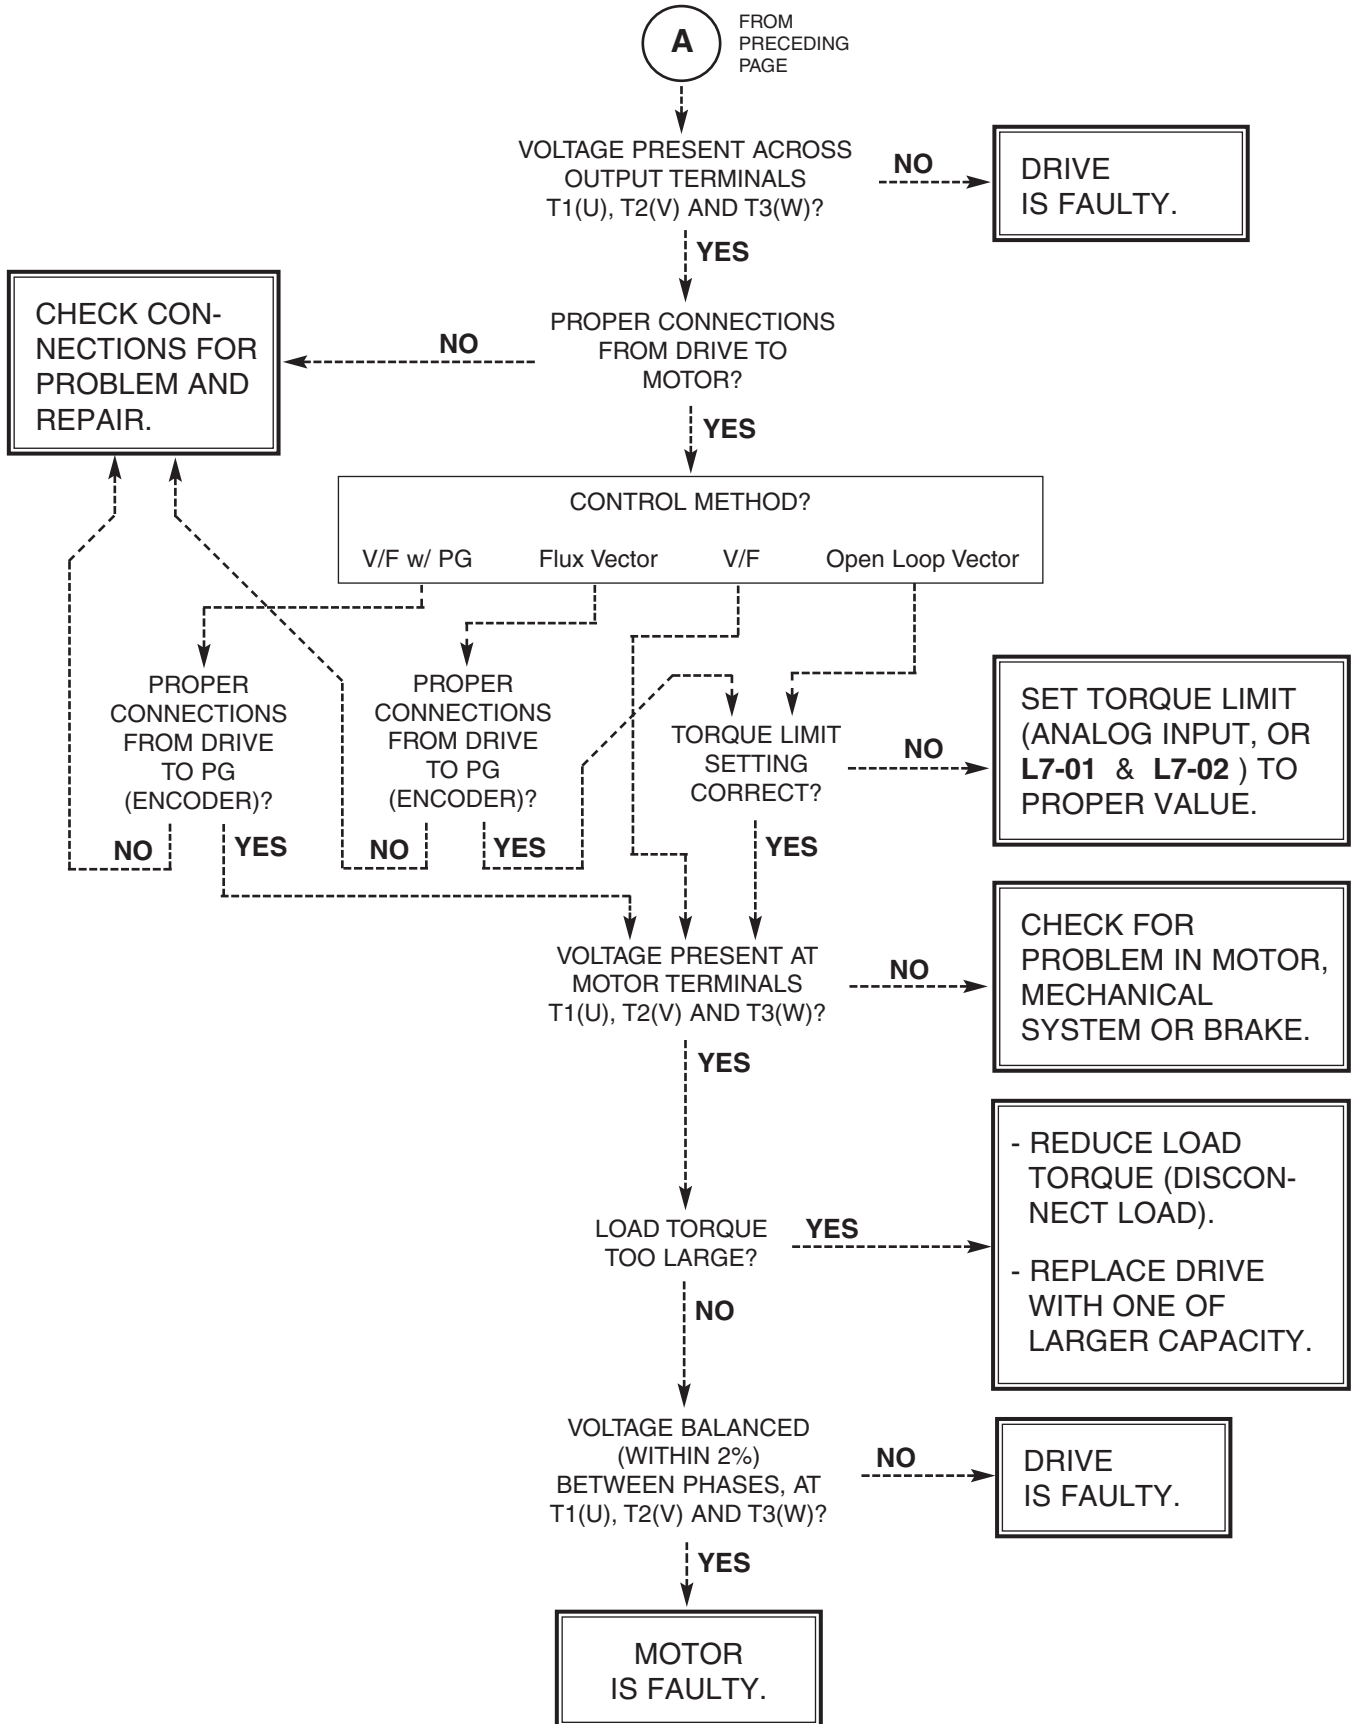 A
FROM
PRECEDING
PAGE
VOLTAGE PRESENT ACROSS
OUTPUT TERMINALS
T1(U), T2(V) AND T3(W)?
NO
DRIVE
IS FAULTY.
YES
PROPER CONNECTIONS
FROM DRIVE TO
MOTOR?
NO
CHECK CON-
NECTIONS FOR
PROBLEM AND
REPAIR.
YES
CONTROL METHOD?
V/F w/ PG
Flux Vector
V/F
Open Loop Vector
PROPER
CONNECTIONS
FROM DRIVE
TO PG
(ENCODER)?
NO
YES
PROPER
CONNECTIONS
FROM DRIVE
TO PG
(ENCODER)?
NO
YES
TORQUE LIMIT
SETTING
CORRECT?
NO
SET TORQUE LIMIT
(ANALOG INPUT, OR
L7-01 & L7-02 ) TO
PROPER VALUE.
YES
VOLTAGE PRESENT AT
MOTOR TERMINALS
T1(U), T2(V) AND T3(W)?
NO
CHECK FOR
PROBLEM IN MOTOR,
MECHANICAL
SYSTEM OR BRAKE.
YES
LOAD TORQUE
TOO LARGE?
YES
- REDUCE LOAD
TORQUE (DISCON-
NECT LOAD).
- REPLACE DRIVE
WITH ONE OF
LARGER CAPACITY.
NO
VOLTAGE BALANCED
(WITHIN 2%)
BETWEEN PHASES, AT
T1(U), T2(V) AND T3(W)?
NO
DRIVE
IS FAULTY.
YES
MOTOR
IS FAULTY.